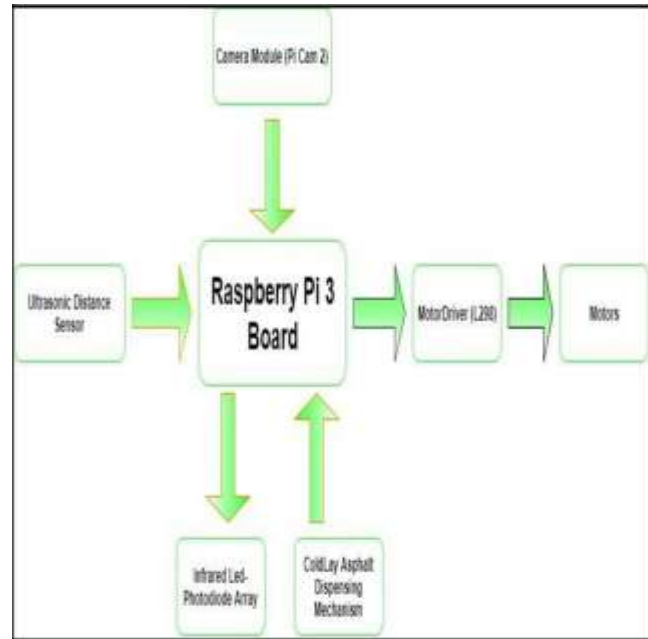 Camera Module (Pi Cam 2)
Ultrasonic Distance
Sensor
Raspberry Pi 3
Board
MotorDriver (L298)
Motors
Infrared Led-
Photodiode Array
ColdLay Asphalt
Dispensing
Mechanism